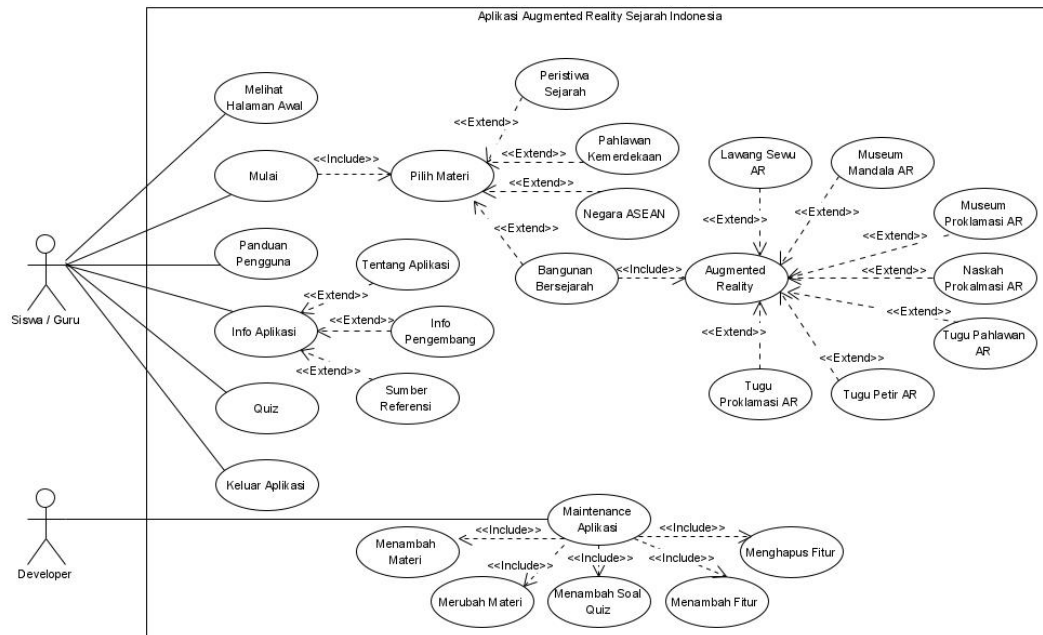 Aplikasi Augmented Reality Sejarah Indonesia
Melihat
Halaman Awal
Mulai
Panduan
Pengguna
Info Aplikasi
Quiz
Keluar Aplikasi
Siswa / Guru
<<Include>>
Pilih Materi
Peristiwa
Sejarah
<<Extend>>
Pahlawan
Kemerdekaan
<<Extend>>
Negara ASEAN
<<Extend>>
Bangunan
Bersejarah
<<Extend>>
Tentang Aplikasi
<<Extend>>
Info
Pengembang
<<Extend>>
Sumber
Referensi
<<Extend>>
<<Include>>
Augmented
Reality
Lawang Sewu
AR
<<Extend>>
Museum
Mandala AR
<<Extend>>
Museum
Proklamasi AR
<<Extend>>
Naskah
Prokalmasi AR
<<Extend>>
Tugu Pahlawan
AR
<<Extend>>
Tugu Petir AR
<<Extend>>
Tugu
Proklamasi AR
<<Extend>>
Developer
Maintenance
Aplikasi
<<Include>>
Menambah
Materi
<<Include>>
Merubah Materi
<<Include>>
Menambah Soal
Quiz
<<Include>>
Menambah Fitur
<<Include>>
Menghapus Fitur